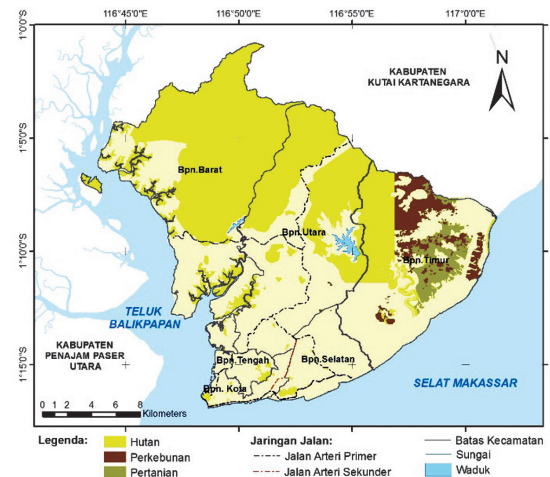 116°45'0"E
116°50'0"E
116°55'0"E
117°0'0"E
1°0'0"S
1°5'0"S
1°10'0"S
1°15'0"S
N
KABUPATEN
KUTAI KARTANEGARA
Bpn.Barat
Bpn.Utara
Bpn.Timur
TELUK
BALIKPAPAN
KABUPATEN
PENAJAM PASER
UTARA
Bpn.Tengah
Bpn.Selatan
Bpn. Kota
SELAT MAKASSAR
0 1 2 4 6 8
Kilometers
Legenda:
Hutan
Perkebunan
Pertanian
Jaringan Jalan:
Jalan Arteri Primer
Jalan Arteri Sekunder
Batas Kecamatan
Sungai
Waduk